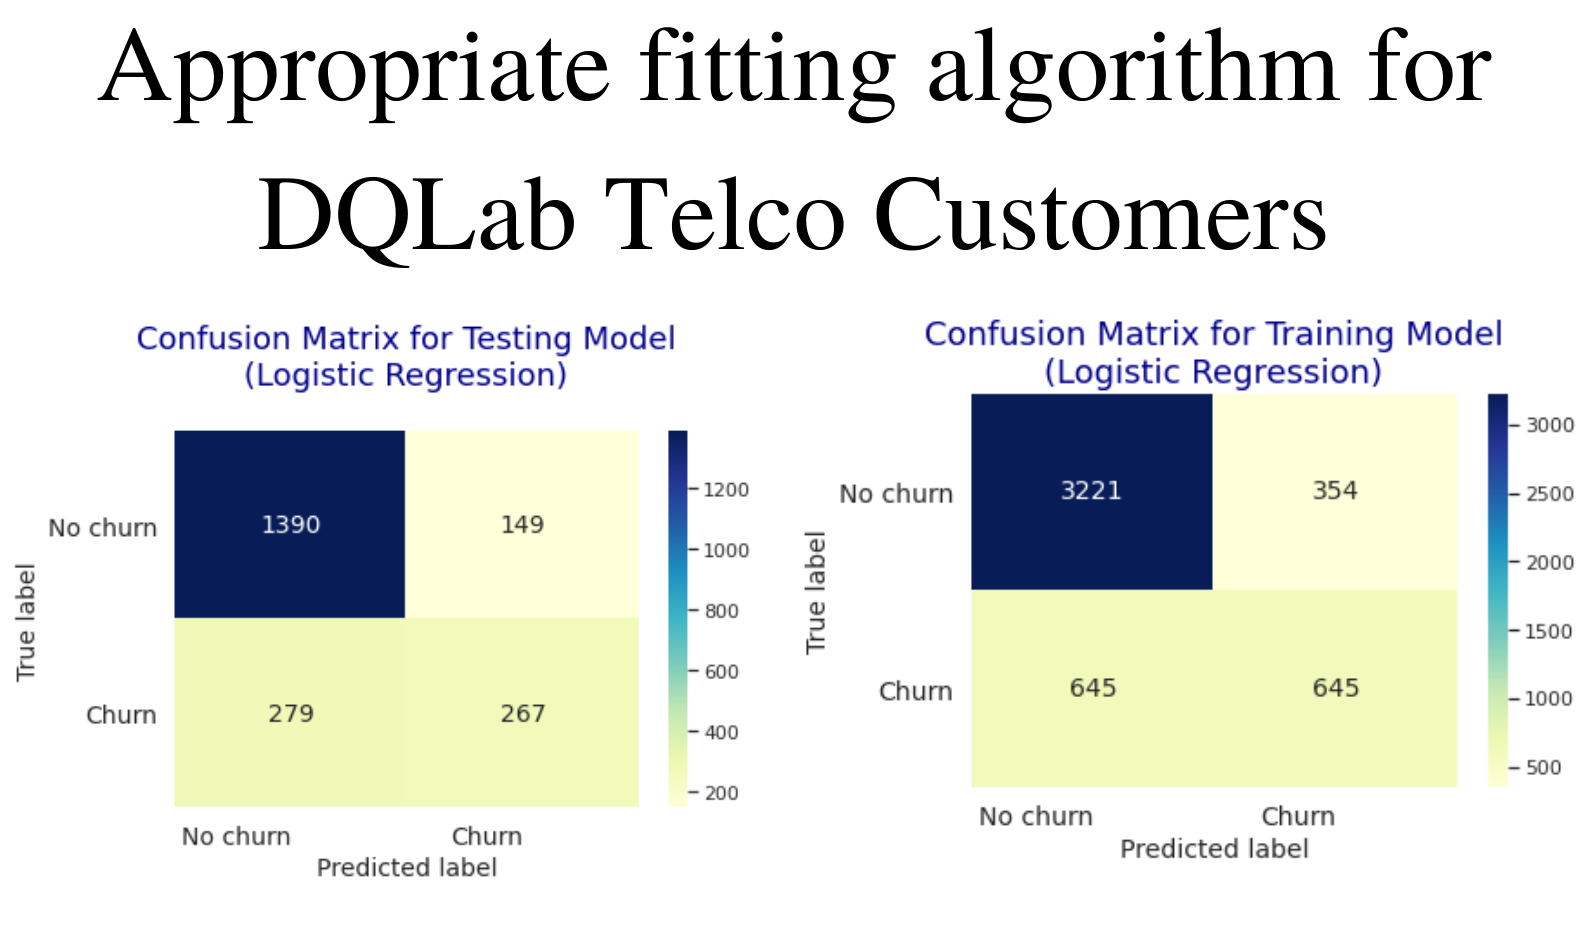 Appropriate fitting algorithm for
DQLab Telco Customers
Confusion Matrix for Testing Model
(Logistic Regression)
True label
No churn
Churn
1390
149
279
267
1200
1000
800
600
400
200
No churn
Churn
Predicted label
Confusion Matrix for Training Model
(Logistic Regression)
True label
No churn
Churn
3221
354
645
645
3000
2500
2000
1500
1000
500
No churn
Churn
Predicted label